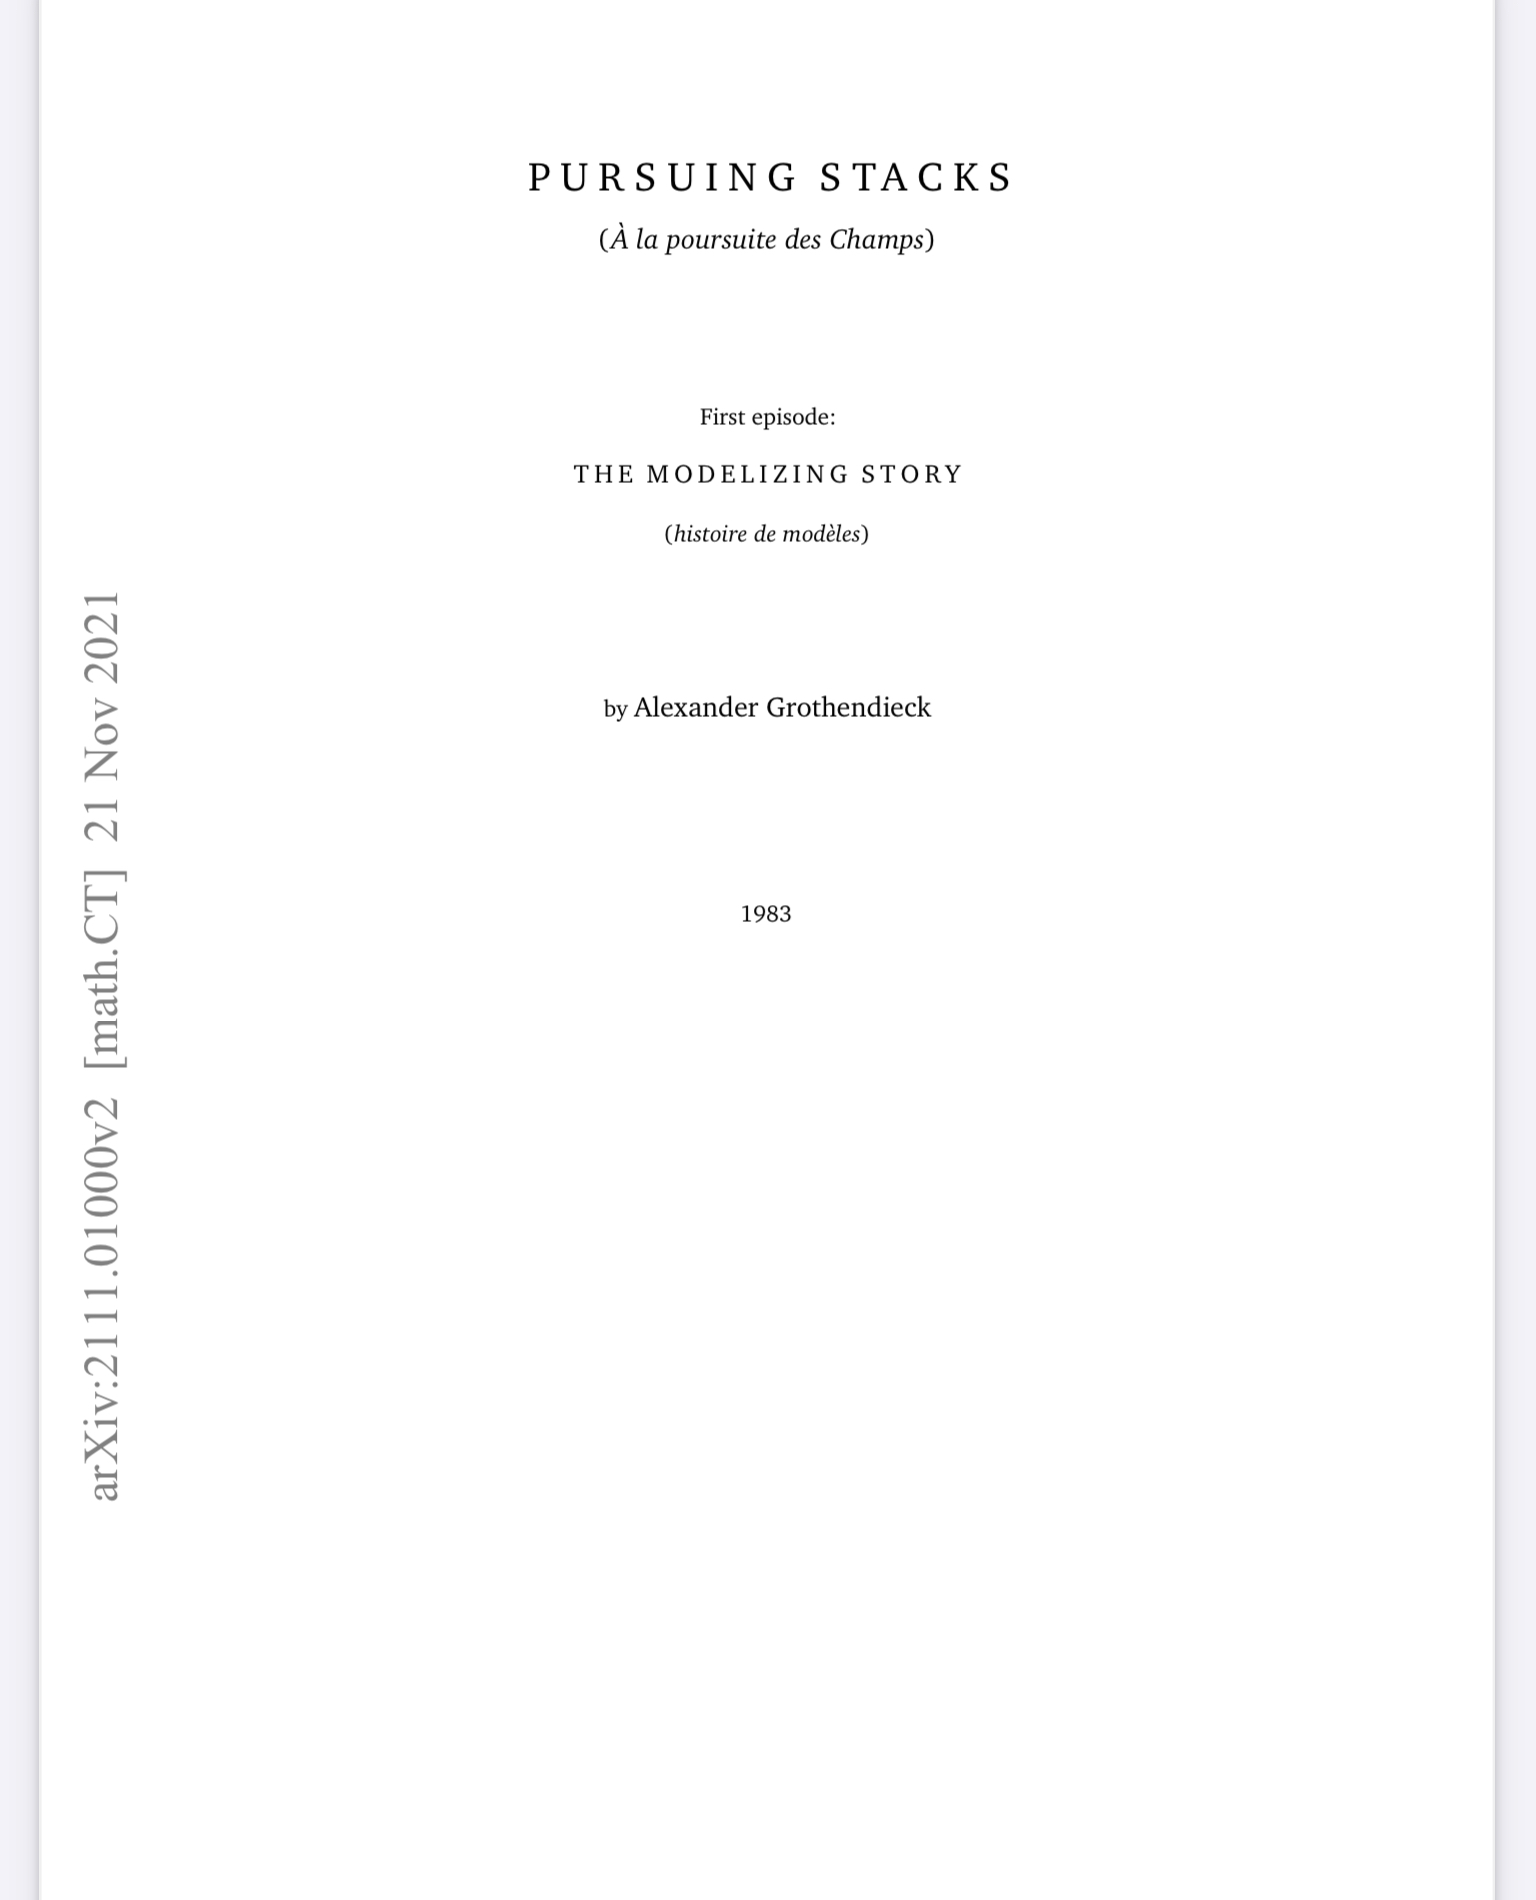 PURSUING STACKS
(À la poursuite des Champs)
First episode:
THE MODELIZING STORY
(histoire de modèles)
by Alexander Grothendieck
1983
arXiv:2111.01000v2 [math.CT] 21 Nov 2021